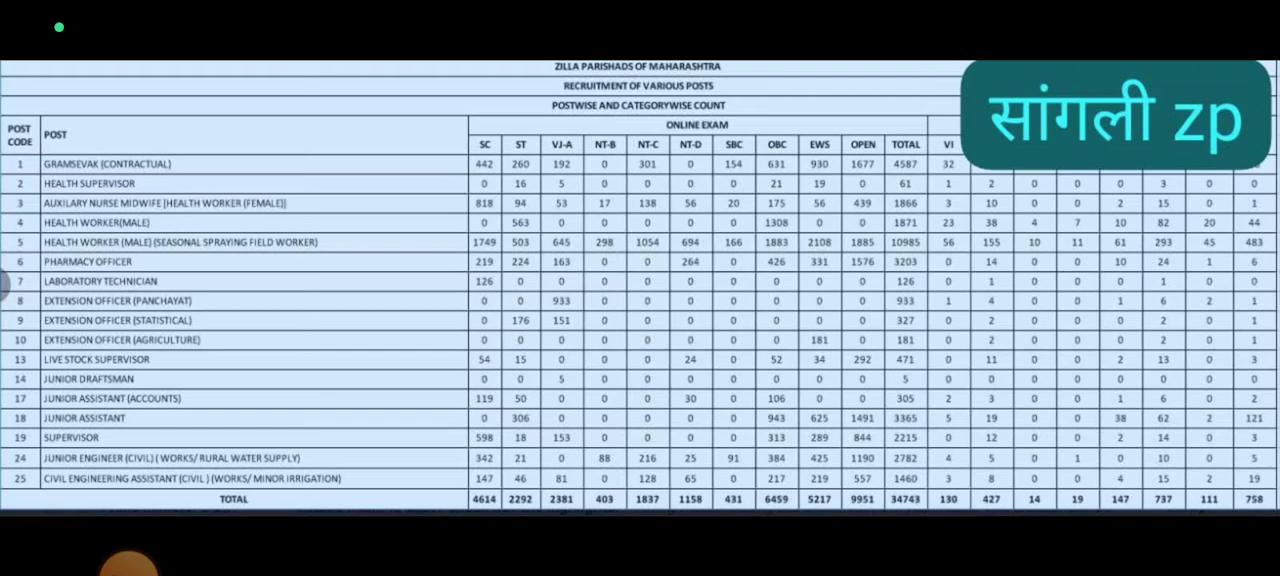 ZILLA PARISHADS OF MAHARASHTRA
RECRUITMENT OF VARIOUS POSTS
POSTWISE AND CATEGORYWISE COUNT
सांगली zp
POST CODE POST ONLINE EXAM
SC ST VJ-A NT-B NT-C NT-D SBC OBC EWS OPEN TOTAL VI
1 GRAMSEVAK (CONTRACTUAL) 442 260 192 0 301 0 154 631 930 1677 4587 32
2 HEALTH SUPERVISOR 0 16 5 0 0 0 0 21 19 0 61 1 2 0 0 0 3 0 0
3 AUXILARY NURSE MIDWIFE [HEALTH WORKER (FEMALE)] 818 94 53 17 138 56 20 175 56 439 1866 3 10 0 0 2 15 0 1
4 HEALTH WORKER(MALE) 0 563 0 0 0 0 0 1308 0 0 1871 23 38 4 7 10 82 20 44
5 HEALTH WORKER (MALE) (SEASONAL SPRAYING FIELD WORKER) 1749 503 645 298 1054 694 166 1883 2108 1885 10985 56 155 10 11 61 293 45 483
6 PHARMACY OFFICER 219 224 163 0 0 264 0 426 331 1576 3203 0 14 0 0 10 24 1 6
7 LABORATORY TECHNICIAN 126 0 0 0 0 0 0 0 0 0 126 0 1 0 0 0 1 0 0
8 EXTENSION OFFICER (PANCHAYAT) 0 0 933 0 0 0 0 0 0 0 933 1 4 0 0 1 6 2 1
9 EXTENSION OFFICER (STATISTICAL) 0 176 151 0 0 0 0 0 0 0 327 0 2 0 0 0 2 0 1
10 EXTENSION OFFICER (AGRICULTURE) 0 0 0 0 0 0 0 0 181 0 181 0 2 0 0 0 2 0 1
13 LIVE STOCK SUPERVISOR 54 15 0 0 0 24 0 52 34 292 471 0 11 0 0 2 13 0 3
14 JUNIOR DRAFTSMAN 0 0 5 0 0 0 0 0 0 0 5 0 0 0 0 0 0 0 0
17 JUNIOR ASSISTANT (ACCOUNTS) 119 50 0 0 0 30 0 106 0 0 305 2 3 0 0 1 6 0 2
18 JUNIOR ASSISTANT 0 306 0 0 0 0 0 943 625 1491 3365 5 19 0 0 38 62 2 121
19 SUPERVISOR 598 18 153 0 0 0 0 313 289 844 2215 0 12 0 0 2 14 0 3
24 JUNIOR ENGINEER (CIVIL) ( WORKS/ RURAL WATER SUPPLY) 342 21 0 88 216 25 91 384 425 1190 2782 4 5 0 1 0 10 0 5
25 CIVIL ENGINEERING ASSISTANT (CIVIL ) (WORKS/ MINOR IRRIGATION) 147 46 81 0 128 65 0 217 219 557 1460 3 8 0 0 4 15 2 19
TOTAL 4614 2292 2381 403 1837 1158 431 6459 5217 9951 34743 130 427 14 19 147 737 111 758